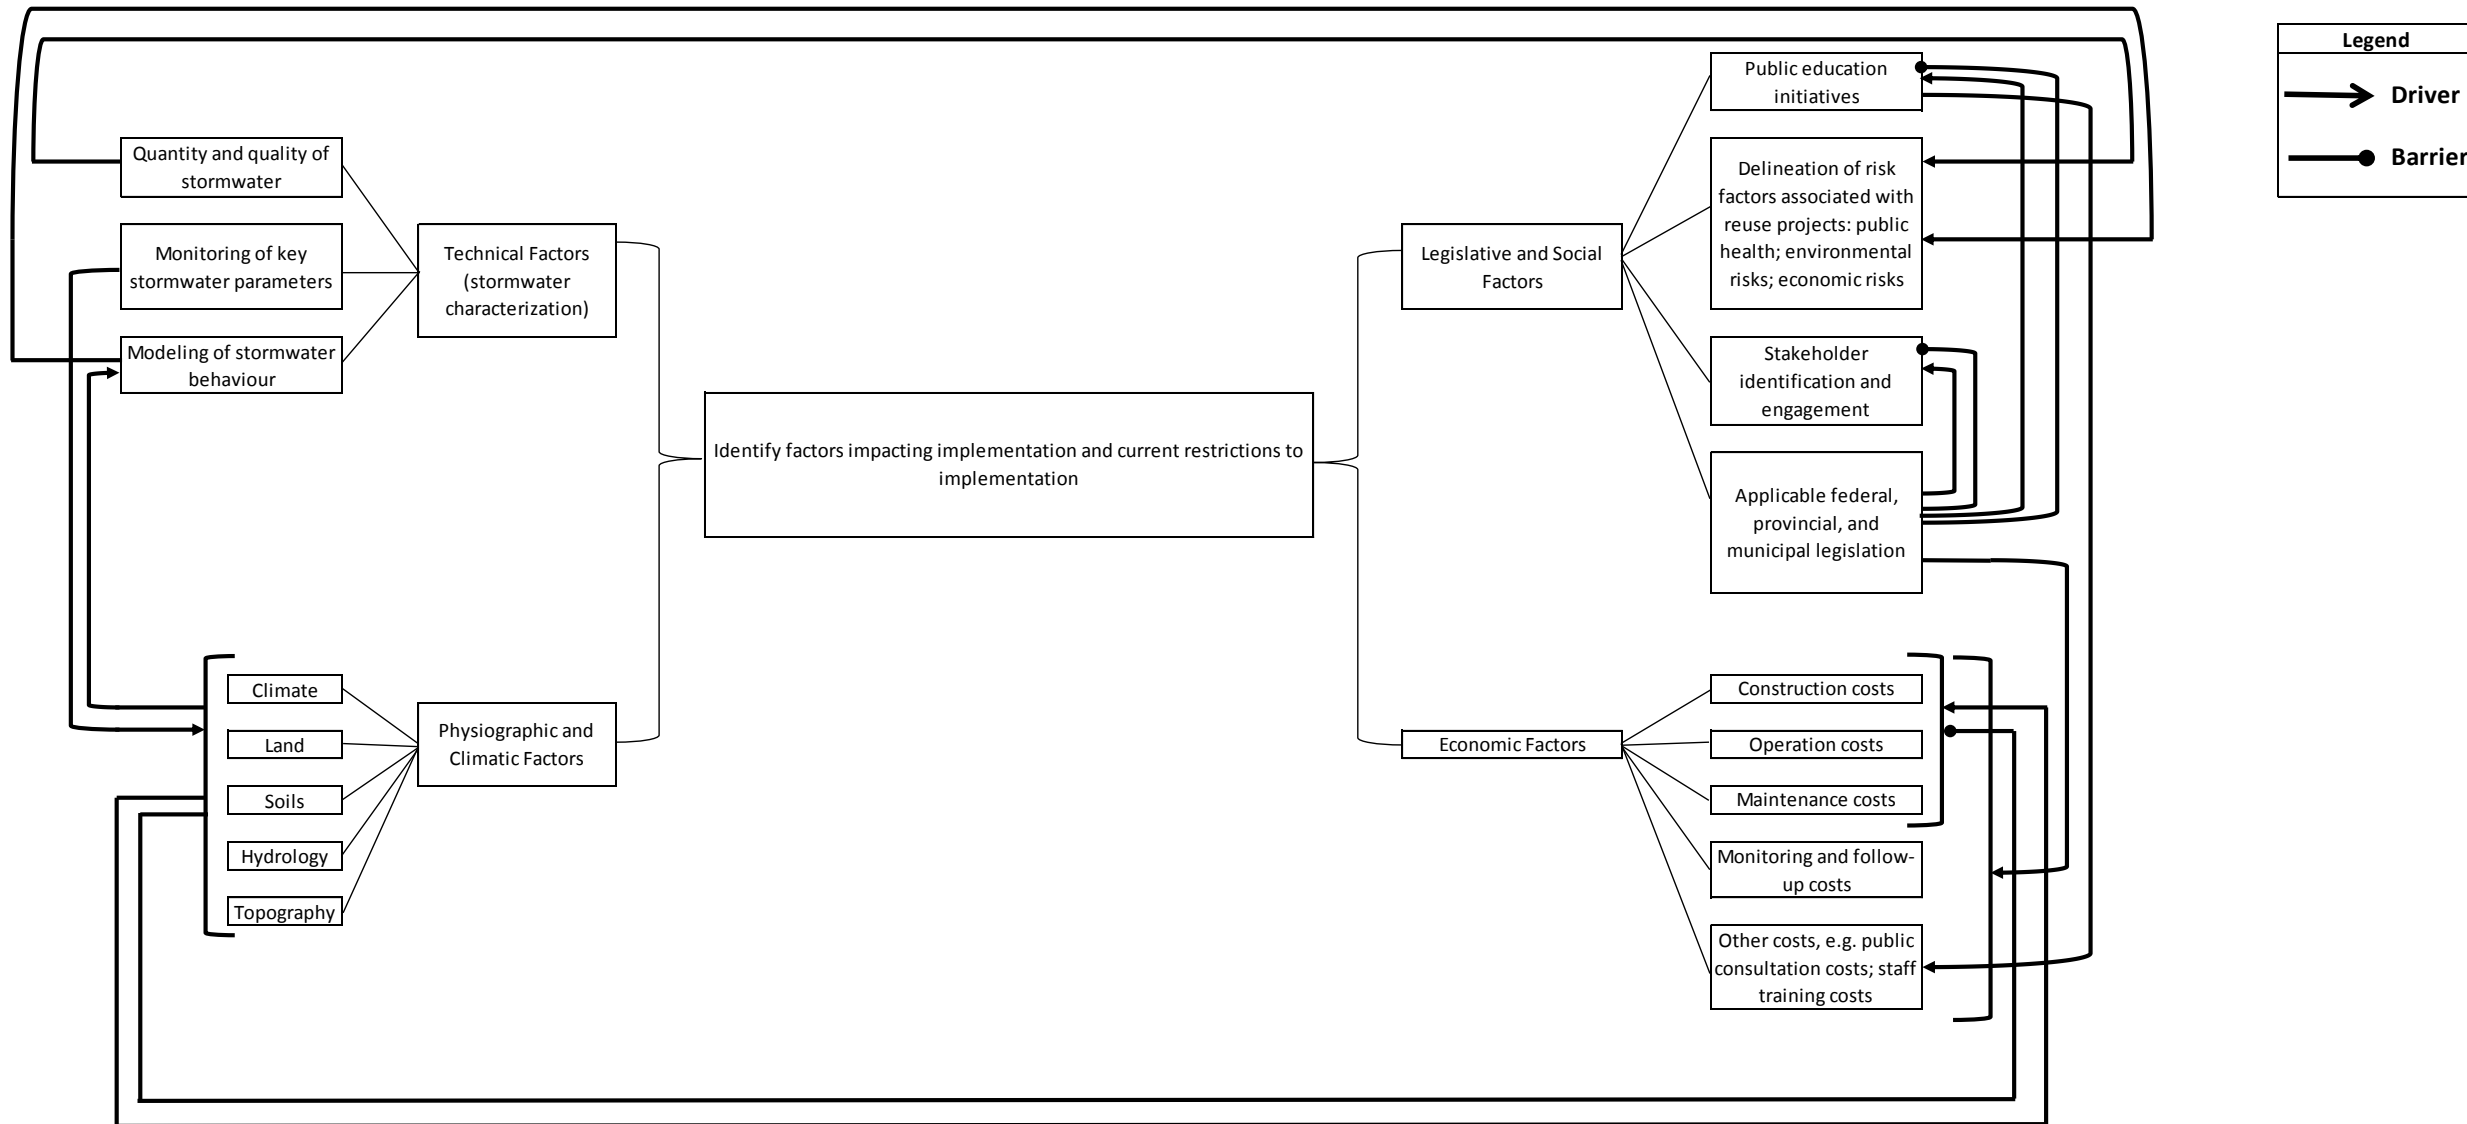 Legend
Driver
Barrier
Public education
initiatives
Quantity and quality of
stormwater
Delineation of risk
factors associated with
reuse projects: public
health; environmental
risks; economic risks
Monitoring of key
stormwater parameters
Technical Factors
(stormwater
characterization)
Legislative and Social
Factors
Modeling of stormwater
behaviour
Stakeholder
identification and
engagement
Identify factors impacting implementation and current restrictions to
implementation
Applicable federal,
provincial, and
municipal legislation
Climate
Land
Soils
Hydrology
Topography
Physiographic and
Climatic Factors
Economic Factors
Construction costs
Operation costs
Maintenance costs
Monitoring and follow-
up costs
Other costs, e.g. public
consultation costs; staff
training costs